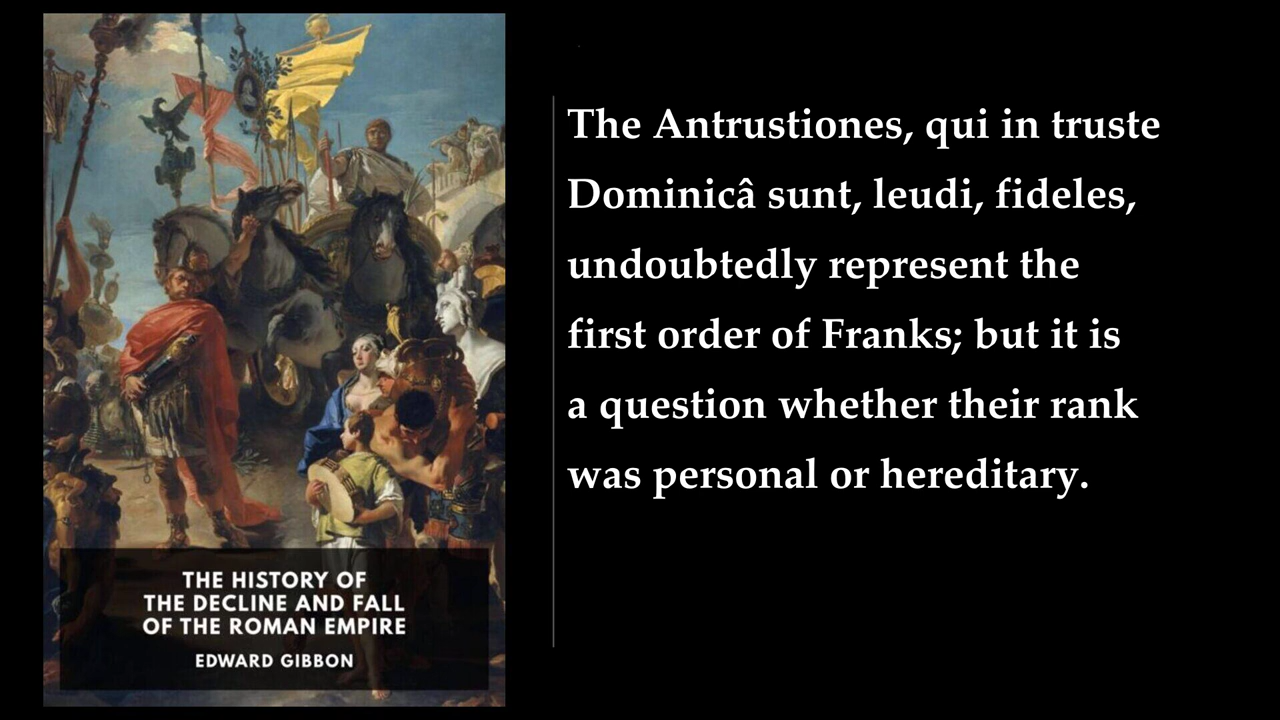 The Antrustiones, qui in truste
Dominicâ sunt, leudi, fideles,
undoubtedly represent the
first order of Franks; but it is
a question whether their rank
was personal or hereditary.
THE HISTORY OF
THE DECLINE AND FALL
OF THE ROMAN EMPIRE
EDWARD GIBBON